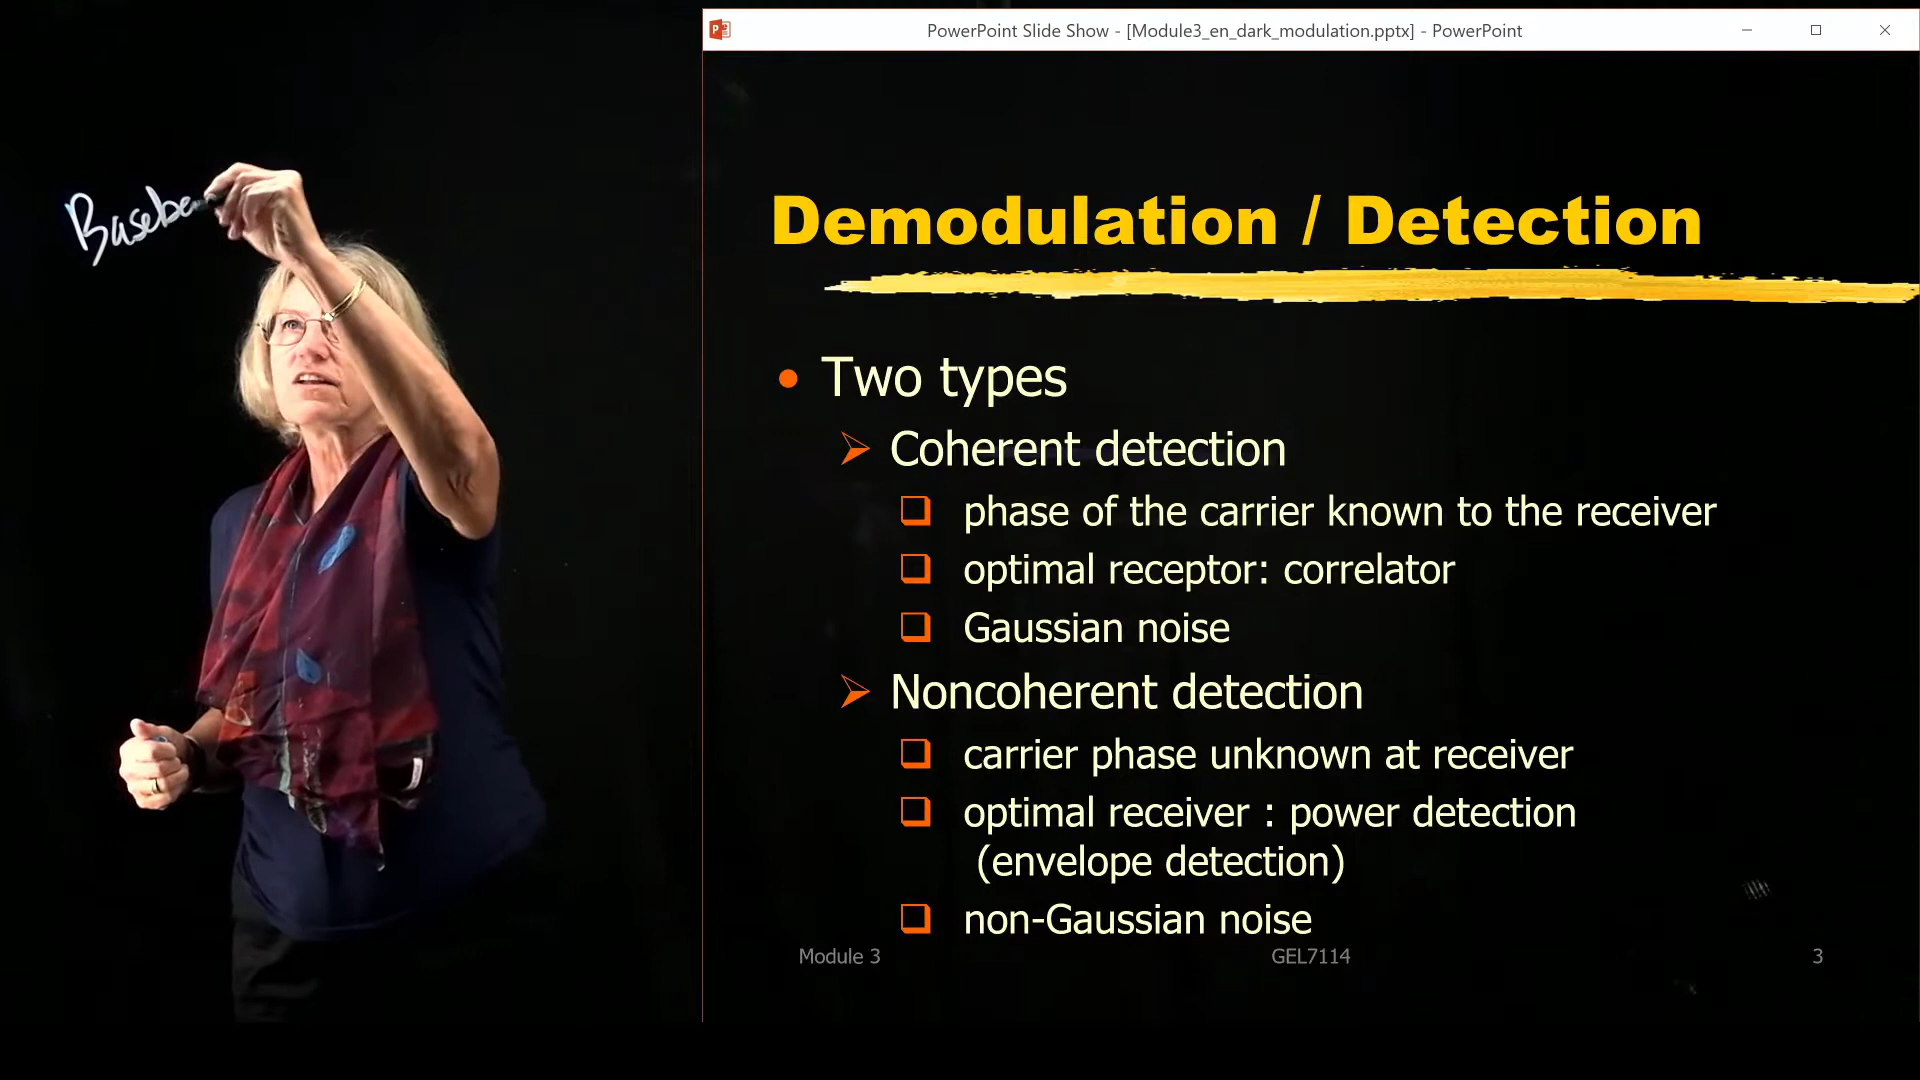 PowerPoint Slide Show - [Module3_en_dark_modulation.pptx] - PowerPoint
Basebe
Demodulation / Detection
• Two types
➢ Coherent detection
❑ phase of the carrier known to the receiver
❑ optimal receptor: correlator
❑ Gaussian noise
➢ Noncoherent detection
❑ carrier phase unknown at receiver
❑ optimal receiver : power detection
(envelope detection)
❑ non-Gaussian noise
Module 3 GEL7114 3